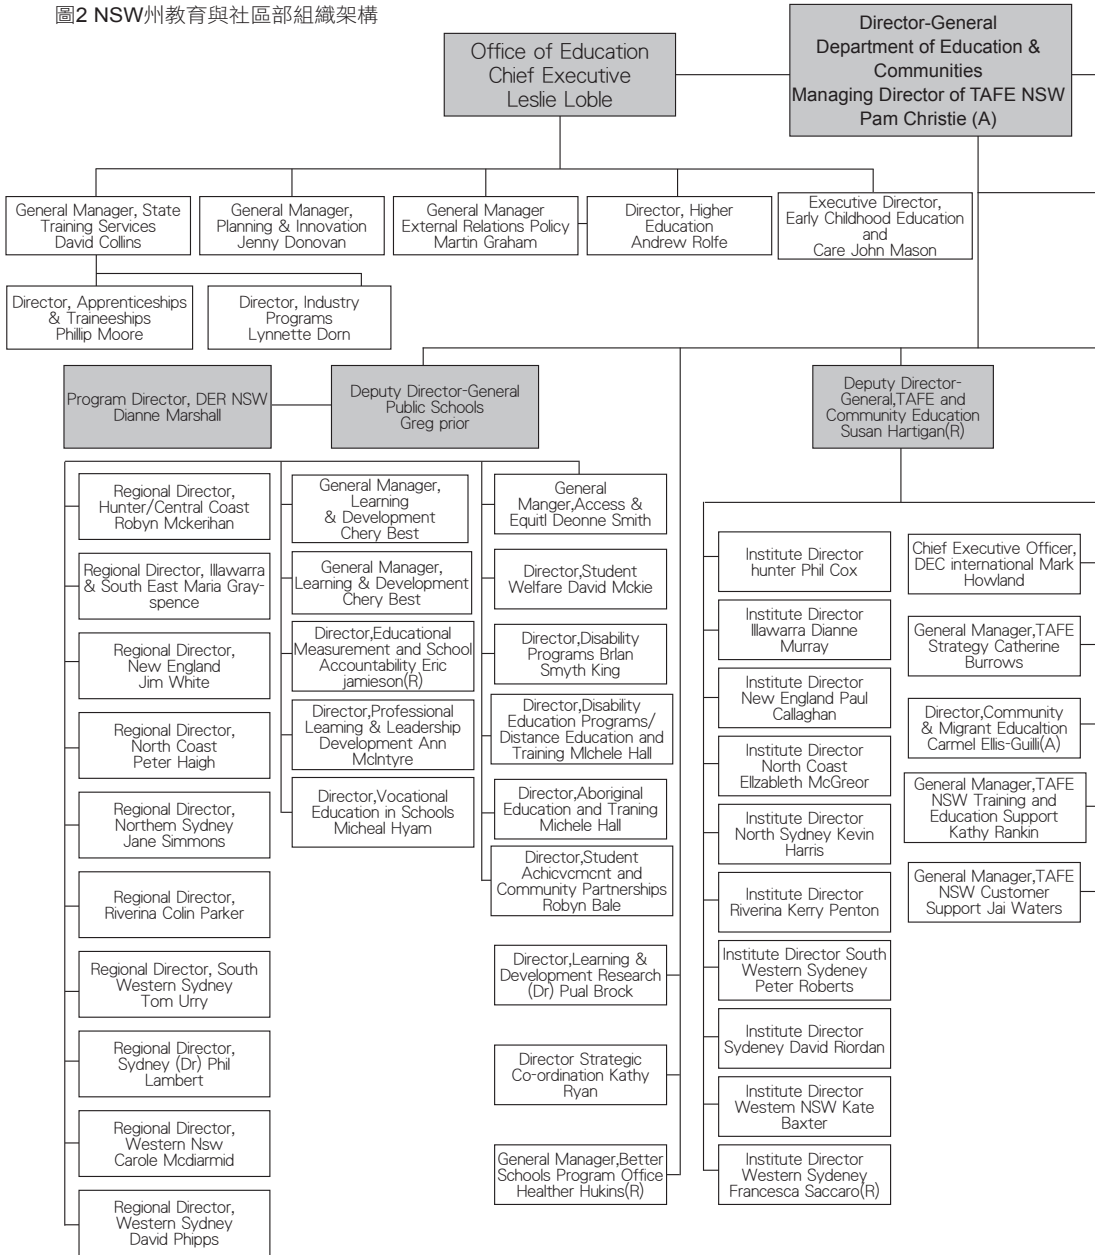 圖2 NSW州教育與社區部組織架構
Office of Education
Chief Executive
Leslie Loble
Director-General
Department of Education &
Communities
Managing Director of TAFE NSW
Pam Christie (A)
General Manager, State
Training Services
David Collins
General Manager,
Planning & Innovation
Jenny Donovan
General Manager
External Relations Policy
Martin Graham
Director, Higher
Education
Andrew Rolfe
Executive Director,
Early Childhood Education
and
Care John Mason
Director, Apprenticeships
& Traineeships
Phillip Moore
Director, Industry
Programs
Lynnette Dorn
Program Director, DER NSW
Dianne Marshall
Deputy Director-General
Public Schools
Greg prior
Deputy Director-
General,TAFE and
Community Education
Susan Hartigan(R)
Regional Director,
Hunter/Central Coast
Robyn Mckerihan
Regional Director, Illawarra
& South East Maria Gray-
spence
Regional Director,
New England
Jim White
Regional Director,
North Coast
Peter Haigh
Regional Director,
Northern Sydney
Jane Simmons
Regional Director,
Riverina Colin Parker
Regional Director, South
Western Sydney
Tom Urry
Regional Director,
Sydney (Dr) Phil
Lambert
Regional Director,
Western Nsw
Carole Mcdiarmid
Regional Director,
Western Sydney
David Phipps
General Manager,
Learning
& Development
Chery Best
General Manager,
Learning & Development
Chery Best
Director,Educational
Measurement and School
Accountability Eric
jamieson(R)
Director,Professional
Learning & Leadership
Development Ann
McIntyre
Director,Vocational
Education in Schools
Micheal Hyam
General
Manger,Access &
Equitl Deonne Smith
Director,Student
Welfare David Mckie
Director,Disability
Programs Brlan
Smyth King
Director,Disability
Education Programs/
Distance Education and
Training MIchele Hall
Director,Aboriginal
Education and Traning
Michele Hall
Director,Student
Achicvcmcnt and
Community Partnerships
Robyn Bale
Director,Learning &
Development Research
(Dr) Pual Brock
Director Strategic
Co-ordination Kathy
Ryan
General Manager,Better
Schools Program Office
Healther Hukins(R)
Institute Director
hunter Phil Cox
Institute Director
Illawarra Dianne
Murray
Institute Director
New England Paul
Callaghan
Institute Director
North Coast
Ellzableth McGreor
Institute Director
North Sydney Kevin
Harris
Institute Director
Riverina Kerry Penton
Institute Director South
Western Sydeney
Peter Roberts
Institute Director
Sydeney David Riordan
Institute Director
Westem NSW Kate
Baxter
Institute Director
Western Sydeney
Francesca Saccaro(R)
Chief Executive Officer,
DEC international Mark
Howland
General Manager,TAFE
Strategy Catherine
Burrows
Director,Community
& Migrant Educaltion
Carmel Ellis-Guilli(A)
General Manager,TAFE
NSW Training and
Education Support
Kathy Rankin
General Manager,TAFE
NSW Customer
Support Jai Waters